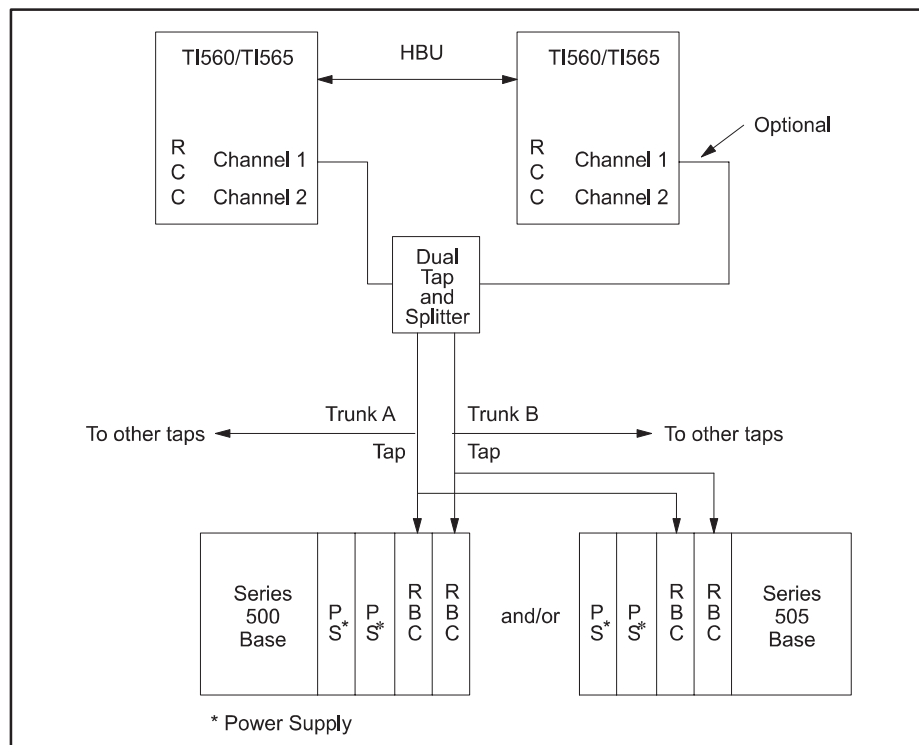 TI560/TI565
HBU
TI560/TI565
Optional
R
C
C
Channel 1
Channel 2
R
C
C
Channel 1
Channel 2
Dual
Tap
and
Splitter
Trunk A
Trunk B
To other taps
To other taps
Tap
Tap
Series
500
Base
P
S*
P
S*
R
B
C
R
B
C
and/or
P
S*
P
S*
R
B
C
R
B
C
Series
505
Base
* Power Supply